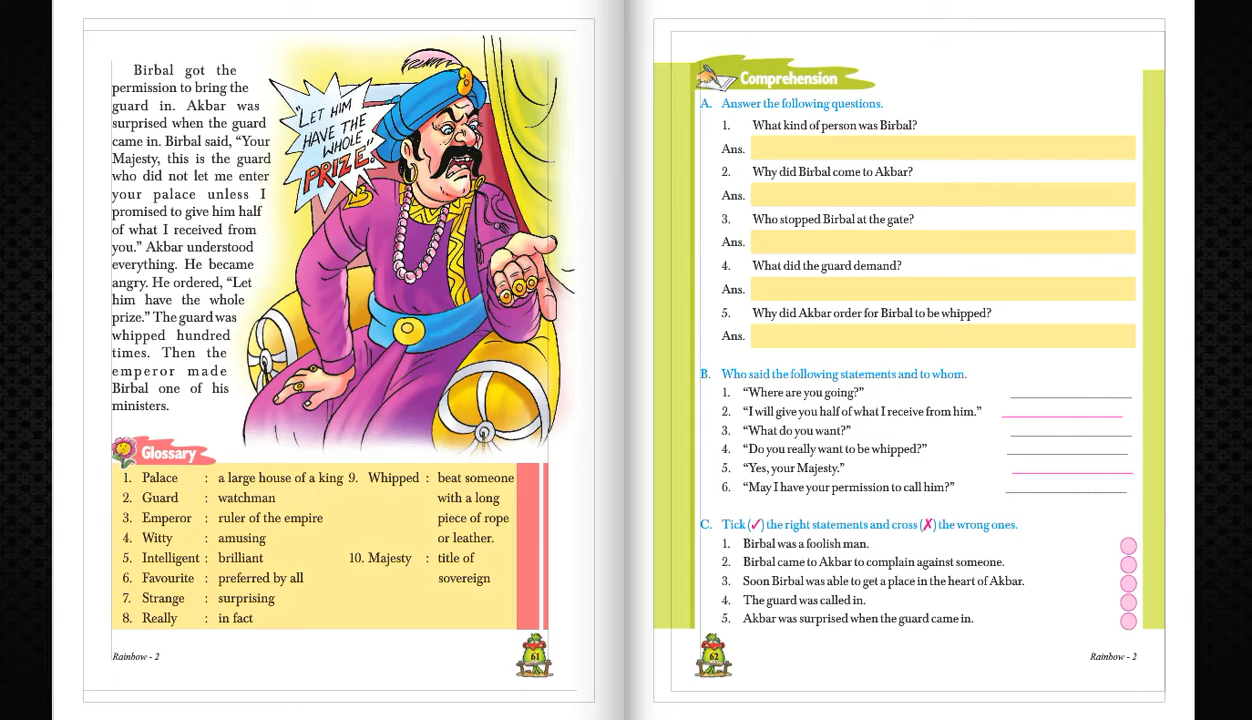 Birbal got the
permission to bring the
guard in. Akbar was
surprised when the guard
came in. Birbal said, “Your
Majesty, this is the guard
who did not let me enter
your palace unless I
promised to give him half
of what I received from
you.” Akbar understood
everything. He became
angry. He ordered, “Let
him have the whole
prize.” The guard was
whipped hundred
times. Then the
emperor made
Birbal one of his
ministers.
“LET HIM
HAVE THE
WHOLE
PRIZE.”
Glossary
1. Palace : a large house of a king
2. Guard : watchman
3. Emperor : ruler of the empire
4. Witty : amusing
5. Intelligent : brilliant
6. Favourite : preferred by all
7. Strange : surprising
8. Really : in fact
9. Whipped : beat someone
with a long
piece of rope
or leather.
10. Majesty : title of
sovereign
Rainbow - 2
61
Comprehension
A. Answer the following questions.
1. What kind of person was Birbal?
Ans.
2. Why did Birbal come to Akbar?
Ans.
3. Who stopped Birbal at the gate?
Ans.
4. What did the guard demand?
Ans.
5. Why did Akbar order for Birbal to be whipped?
Ans.
B. Who said the following statements and to whom.
1. “Where are you going?”
2. “I will give you half of what I receive from him.”
3. “What do you want?”
4. “Do you really want to be whipped?”
5. “Yes, your Majesty.”
6. “May I have your permission to call him?”
C. Tick (✓) the right statements and cross (✗) the wrong ones.
1. Birbal was a foolish man.
2. Birbal came to Akbar to complain against someone.
3. Soon Birbal was able to get a place in the heart of Akbar.
4. The guard was called in.
5. Akbar was surprised when the guard came in.
62
Rainbow - 2